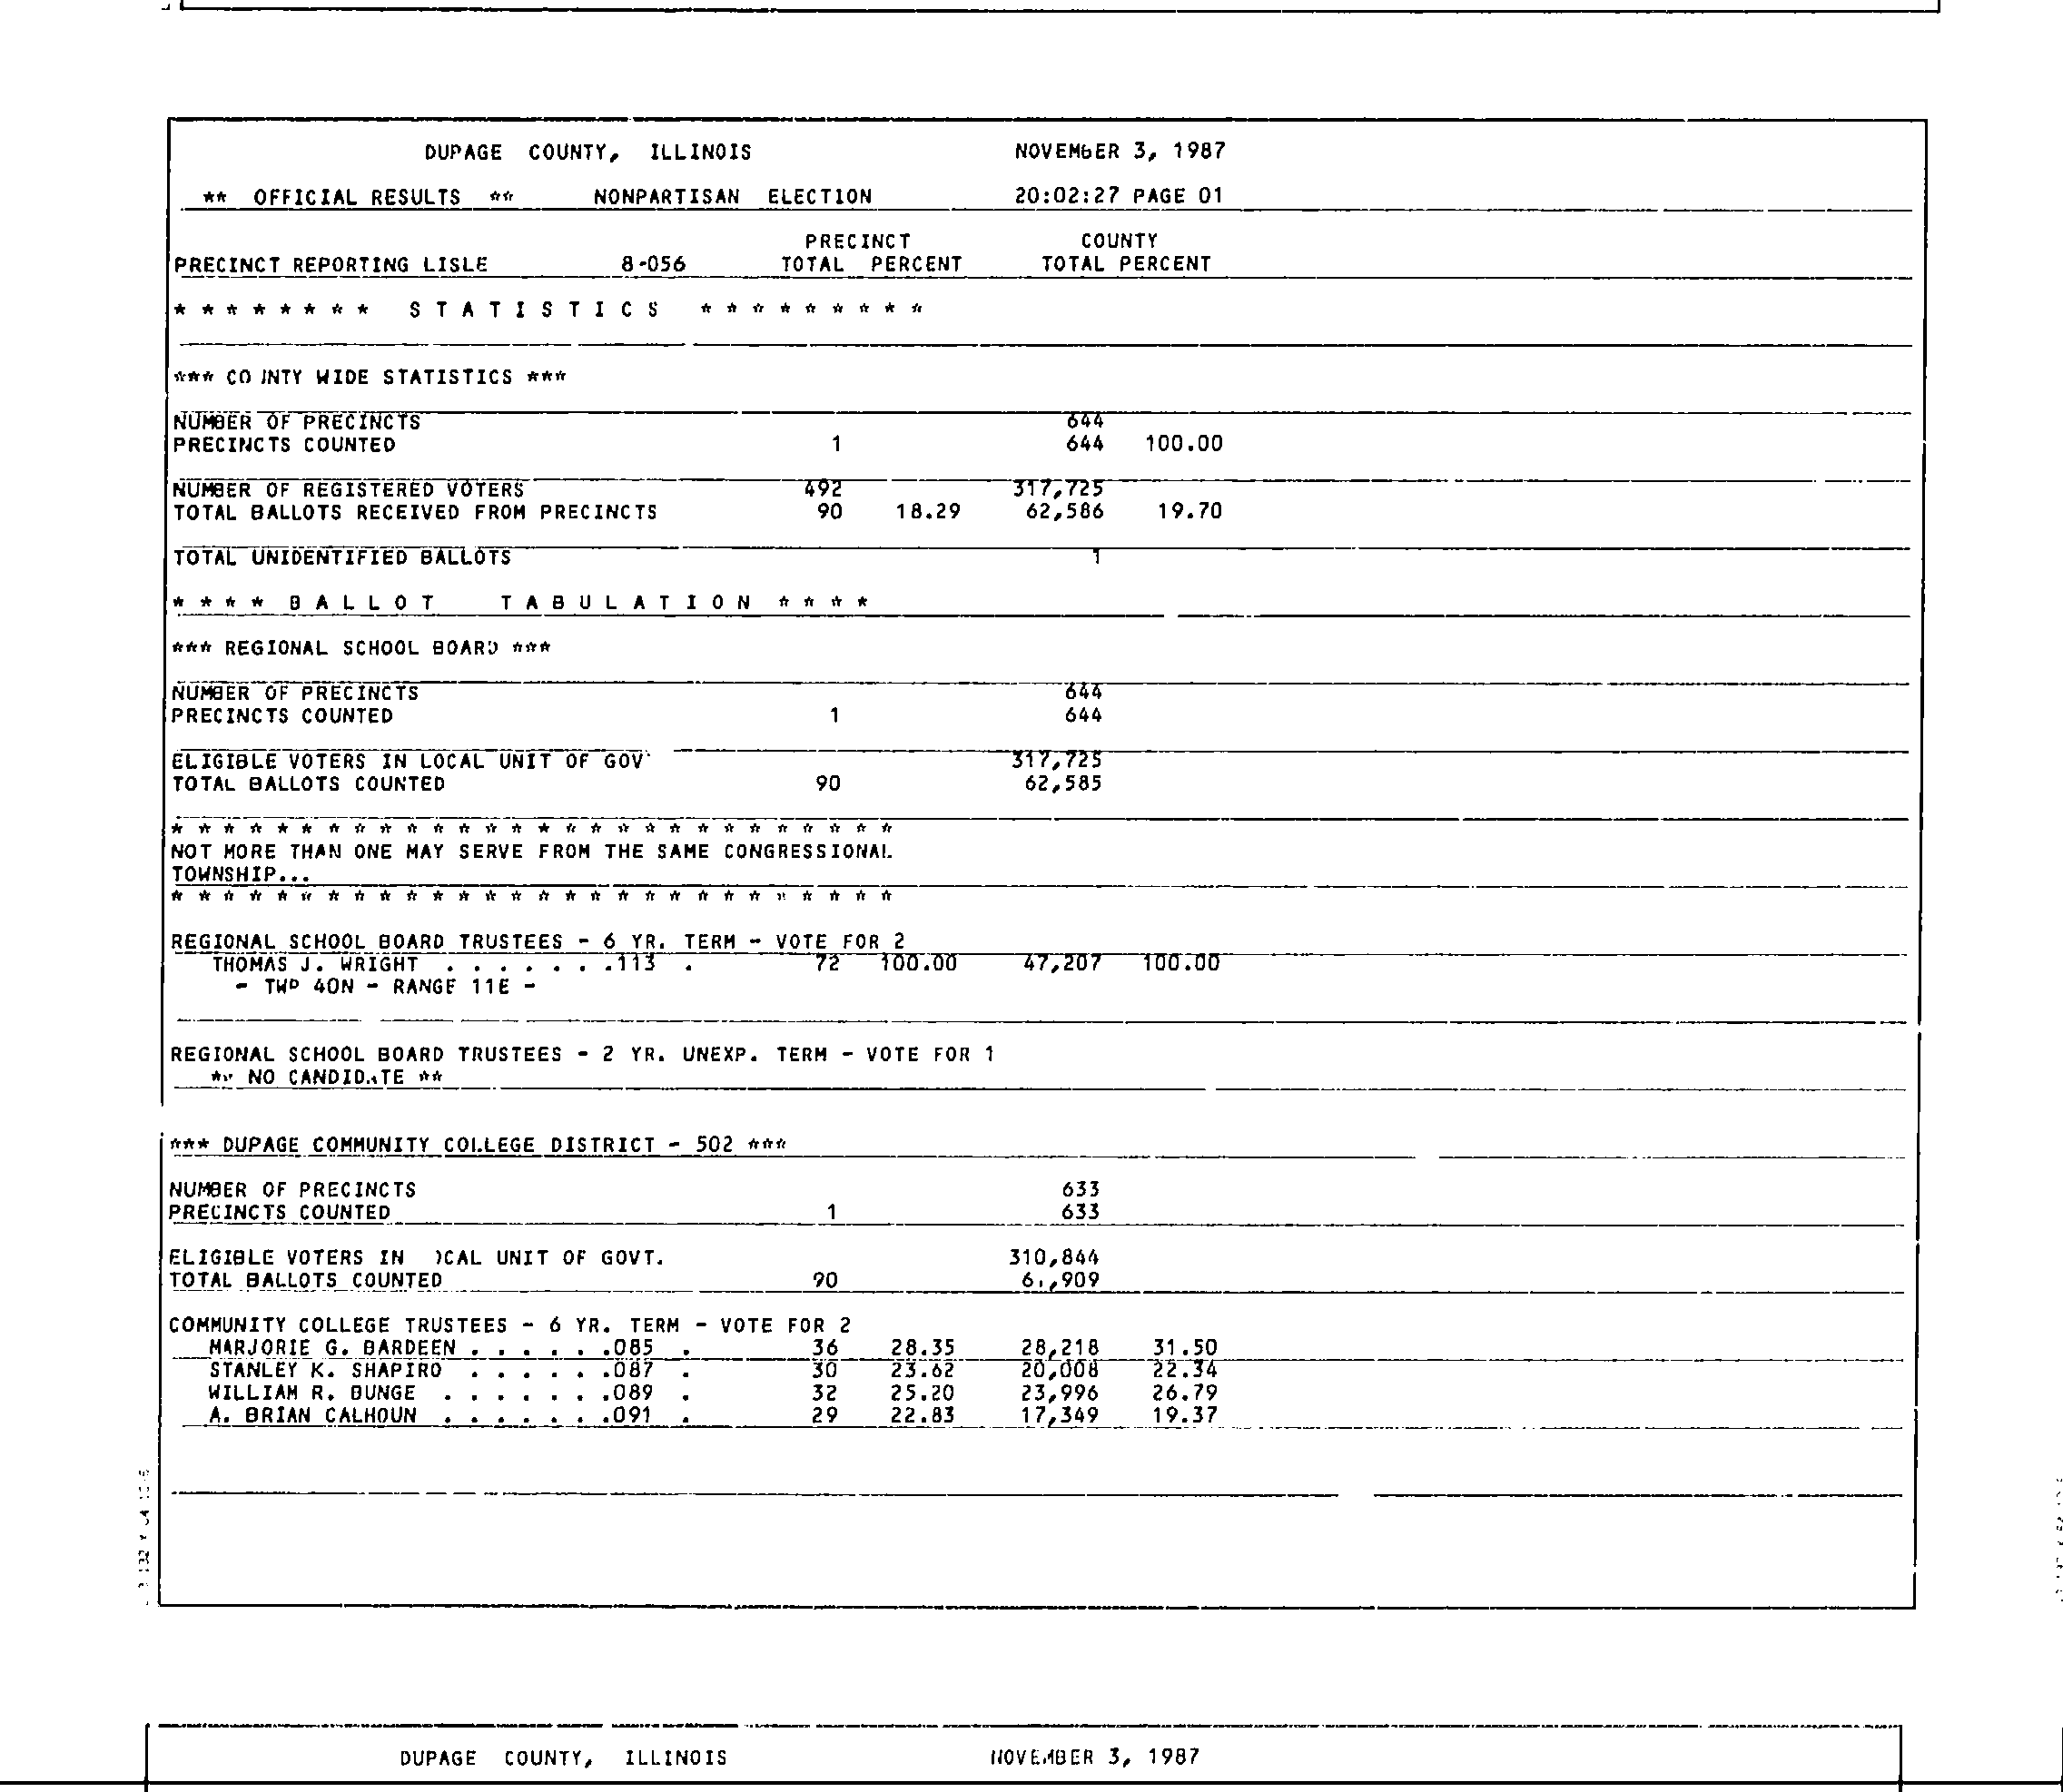 DUPAGE COUNTY, ILLINOIS NOVEMBER 3, 1987
** OFFICIAL RESULTS ** NONPARTISAN ELECTION 20:02:27 PAGE 01
PRECINCT COUNTY
PRECINCT REPORTING LISLE 8-056 TOTAL PERCENT TOTAL PERCENT
* * * * * * * * S T A T I S T I C S * * * * * * * * *
*** CO NTY WIDE STATISTICS ***
NUMBER OF PRECINCTS 644
PRECINCTS COUNTED 1 644 100.00
NUMBER OF REGISTERED VOTERS 492 317,725
TOTAL BALLOTS RECEIVED FROM PRECINCTS 90 18.29 62,586 19.70
TOTAL UNIDENTIFIED BALLOTS 1
* * * * B A L L O T T A B U L A T I O N * * * *
*** REGIONAL SCHOOL BOARD ***
NUMBER OF PRECINCTS 644
PRECINCTS COUNTED 1 644
ELIGIBLE VOTERS IN LOCAL UNIT OF GOV
317,725
TOTAL BALLOTS COUNTED 90 62,585
* * * * * * * * * * * * * * * * * * * * * * * * * * * *
NOT MORE THAN ONE MAY SERVE FROM THE SAME CONGRESSIONAL
TOWNSHIP...
* * * * * * * * * * * * * * * * * * * * * * * * * * * *
REGIONAL SCHOOL BOARD TRUSTEES - 6 YR. TERM - VOTE FOR 2
THOMAS J. WRIGHT . . . . . . .113 . 72 100.00 47,207 100.00
- TWP 40N - RANGE 11E -
REGIONAL SCHOOL BOARD TRUSTEES - 2 YR. UNEXP. TERM - VOTE FOR 1
** NO CANDIDATE **
*** DUPAGE COMMUNITY COLLEGE DISTRICT - 502 ***
NUMBER OF PRECINCTS 633
PRECINCTS COUNTED 1 633
ELIGIBLE VOTERS IN OCAL UNIT OF GOVT. 310,844
TOTAL BALLOTS COUNTED 90
COMMUNITY COLLEGE TRUSTEES - 6 YR. TERM - VOTE FOR 2
MARJORIE G. BARDEEN . . . . . .085 . 36 28.35 28,218 31.50
STANLEY K. SHAPIRO . . . . . .087 . 30 23.62 20,008 22.34
WILLIAM R. BUNGE . . . . . . .089 . 32 25.20 23,996 26.79
A. BRIAN CALHOUN . . . . . . .091 . 29 22.83 17,349 19.37
DUPAGE COUNTY, ILLINOIS NOVEMBER 3, 1987